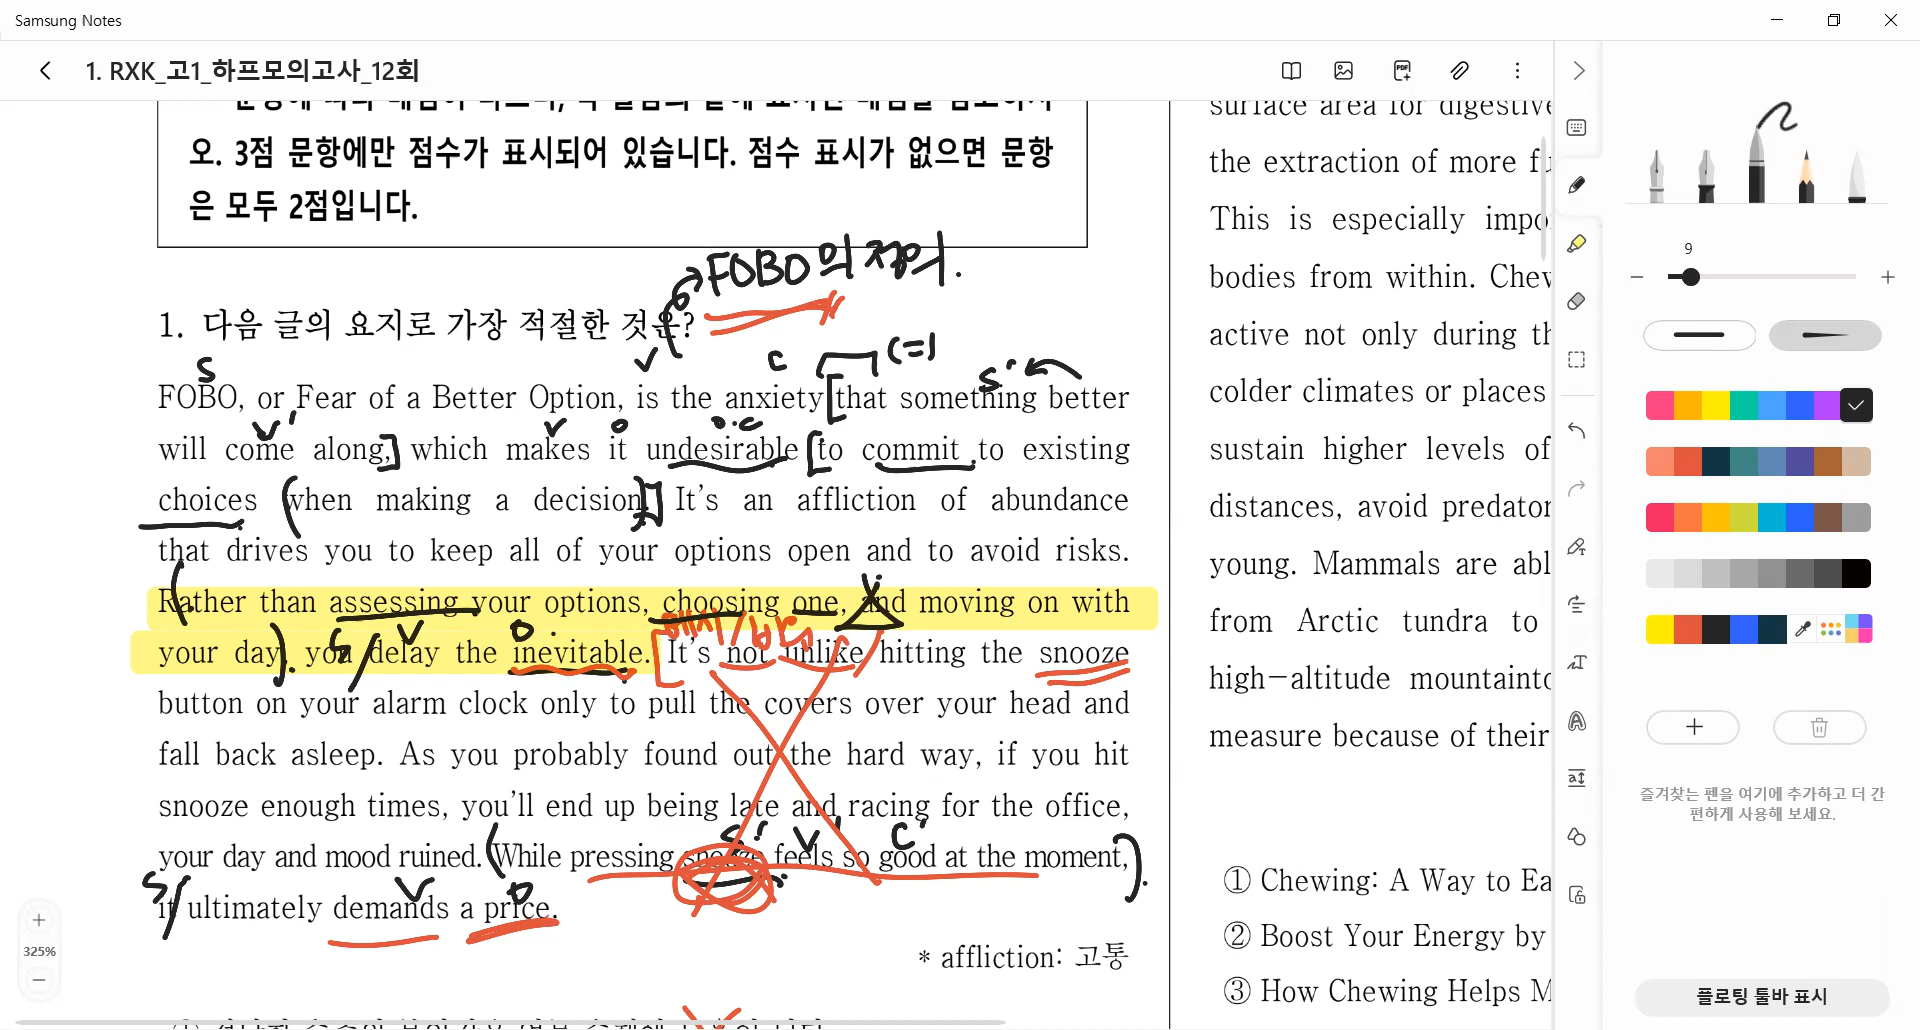 Samsung Notes
1. RXK_고1_하프모의고사_12회
오. 3점 문항에만 점수가 표시되어 있습니다. 점수 표시가 없으면 문항
은 모두 2점입니다.
FOBO의 정의.
1. 다음 글의 요지로 가장 적절한 것은?
S
V
C
(=)
S'
FOBO, or Fear of a Better Option, is the anxiety [that something better
V'
V
O
O.C
will come along,] which makes it undesirable [to commit to existing
choices (when making a decision.)] It's an affliction of abundance
that drives you to keep all of your options open and to avoid risks.
(Rather than assessing your options, choosing one, and moving on with
S
V
O
your day), you delay the inevitable. [It's not unlike hitting the snooze
button on your alarm clock only to pull the covers over your head and
fall back asleep. As you probably found out the hard way, if you hit
snooze enough times, you'll end up being late and racing for the office,
S'
V'
C'
your day and mood ruined. (While pressing snooze feels so good at the moment,)
S
V
O
it ultimately demands a price.
* affliction: 고통
surface area for digestive
the extraction of more fu
This is especially impo
bodies from within. Chew
active not only during th
colder climates or places
sustain higher levels of
distances, avoid predator
young. Mammals are abl
from Arctic tundra to
high-altitude mountainto
measure because of their
① Chewing: A Way to Ea
② Boost Your Energy by
③ How Chewing Helps M
325%
9
즐겨찾는 펜을 여기에 추가하고 더 간
편하게 사용해 보세요.
플로팅 툴바 표시